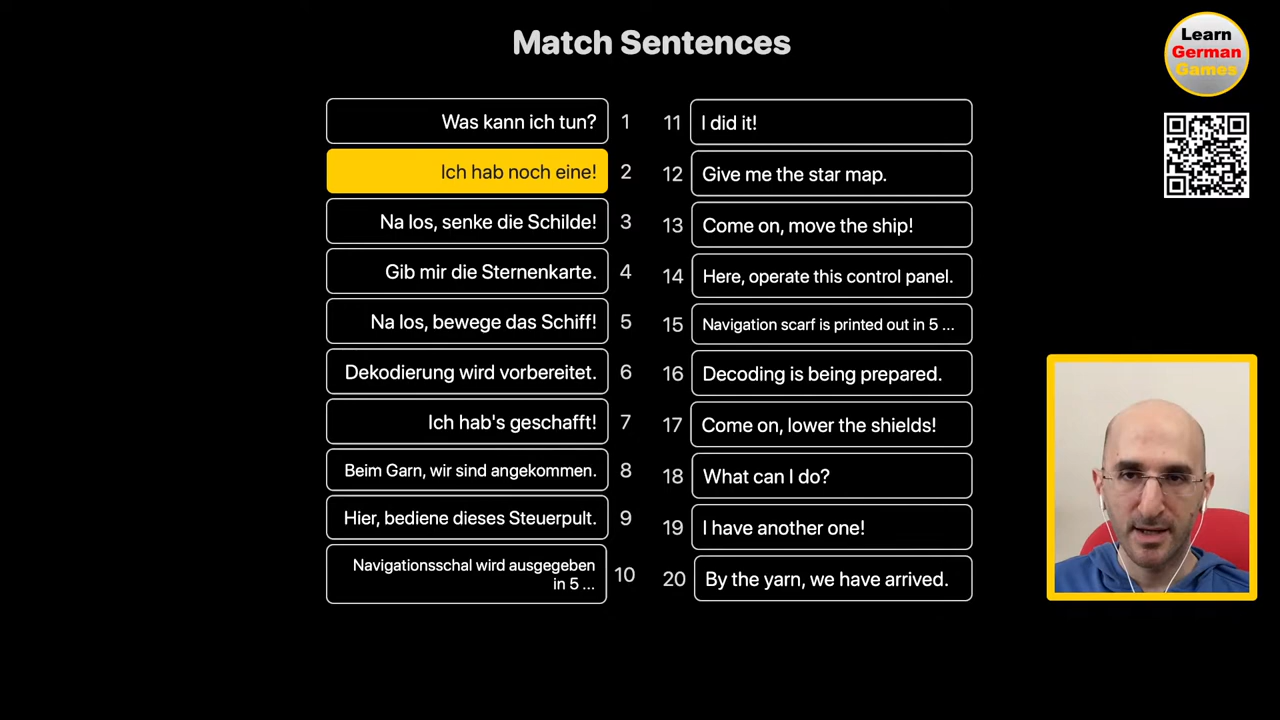 Match Sentences
Learn
German
Games
Was kann ich tun? 1
Ich hab noch eine! 2
Na los, senke die Schilde! 3
Gib mir die Sternenkarte. 4
Na los, bewege das Schiff! 5
Dekodierung wird vorbereitet. 6
Ich hab's geschafft! 7
Beim Garn, wir sind angekommen. 8
Hier, bediene dieses Steuerpult. 9
Navigationsschal wird ausgegeben
in 5 ... 10
11 I did it!
12 Give me the star map.
13 Come on, move the ship!
14 Here, operate this control panel.
15 Navigation scarf is printed out in 5 ...
16 Decoding is being prepared.
17 Come on, lower the shields!
18 What can I do?
19 I have another one!
20 By the yarn, we have arrived.